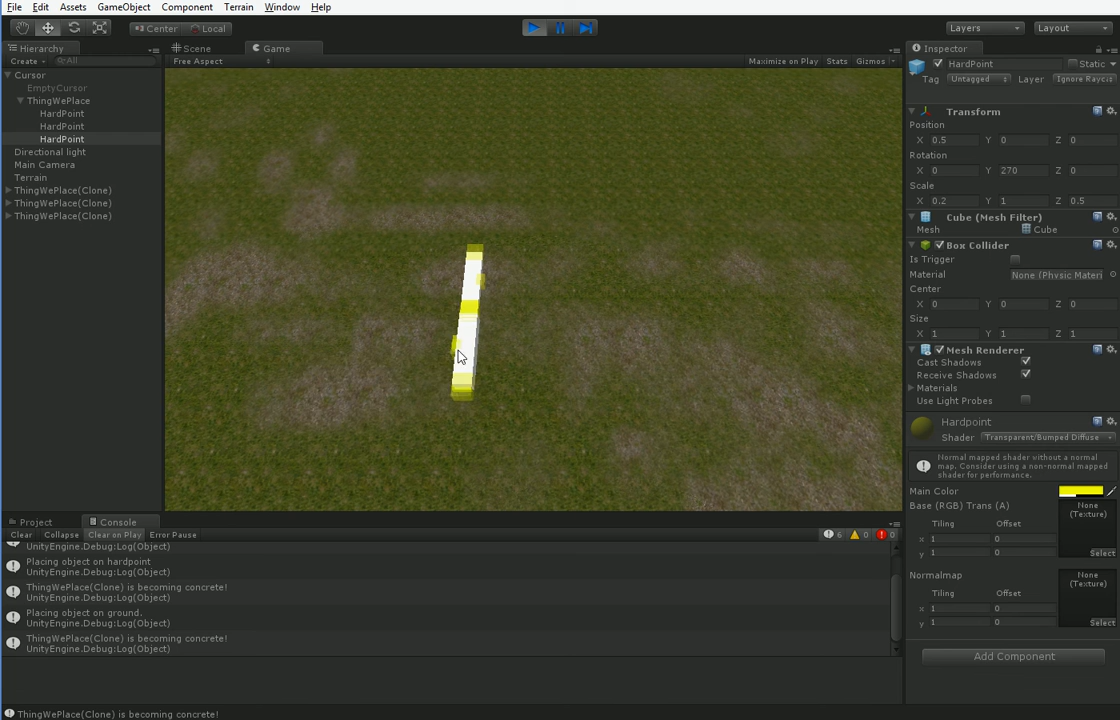 File Edit Assets GameObject Component Terrain Window Help
Center Local Layers Layout
Hierarchy Scene Game Inspector
Create All Free Aspect Maximize on Play Stats Gizmos HardPoint Static
Cursor
EmptyCursor
ThingWePlace
HardPoint
HardPoint
HardPoint
Directional light
Main Camera
Terrain
ThingWePlace(Clone)
ThingWePlace(Clone)
ThingWePlace(Clone)
Tag Untagged Layer Ignore Rayc
Transform
Position
X 0.5 Y 0 Z 0
Rotation
X 0 Y 270 Z 0
Scale
X 0.2 Y 1 Z 0.5
Cube (Mesh Filter)
Mesh Cube
Box Collider
Is Trigger
Material None (Physic Materi
Center
X 0 Y 0 Z 0
Size
X 1 Y 1 Z 1
Mesh Renderer
Cast Shadows
Receive Shadows
Materials
Use Light Probes
Hardpoint
Shader Transparent/Bumped Diffuse
Normal mapped shader without a normal
map. Consider using a non-normal mapped
shader for performance.
Main Color
Base (RGB) Trans (A)
None
(Texture)
Tiling Offset
x 1 0
y 1 0
Select
Normalmap
None
(Texture)
Tiling Offset
x 1 0
y 1 0
Select
Add Component
Project Console
Clear Collapse Clear on Play Error Pause 6 0 0
UnityEngine.Debug:Log(Object)
Placing object on hardpoint
UnityEngine.Debug:Log(Object)
ThingWePlace(Clone) is becoming concrete!
UnityEngine.Debug:Log(Object)
Placing object on ground.
UnityEngine.Debug:Log(Object)
ThingWePlace(Clone) is becoming concrete!
UnityEngine.Debug:Log(Object)
ThingWePlace(Clone) is becoming concrete!